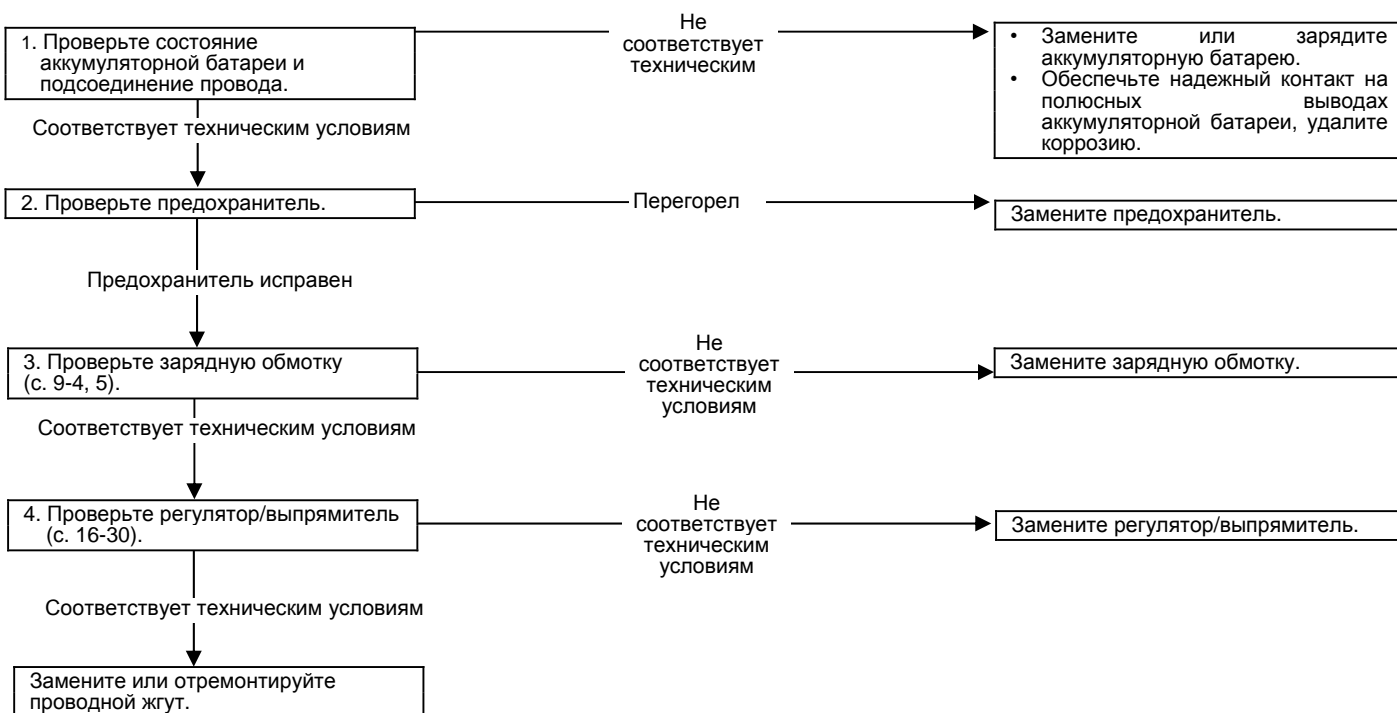 1. Проверьте состояние
аккумуляторной батареи и
подсоединение провода.
Не
соответствует
техническим
• Замените или зарядите
аккумуляторную батарею.
• Обеспечьте надежный контакт на
полюсных выводах
аккумуляторной батареи, удалите
коррозию.
Соответствует техническим условиям
2. Проверьте предохранитель.
Перегорел
Замените предохранитель.
Предохранитель исправен
3. Проверьте зарядную обмотку
(с. 9-4, 5).
Не
соответствует
техническим
условиям
Замените зарядную обмотку.
Соответствует техническим условиям
4. Проверьте регулятор/выпрямитель
(с. 16-30).
Не
соответствует
техническим
условиям
Замените регулятор/выпрямитель.
Соответствует техническим условиям
Замените или отремонтируйте
проводной жгут.